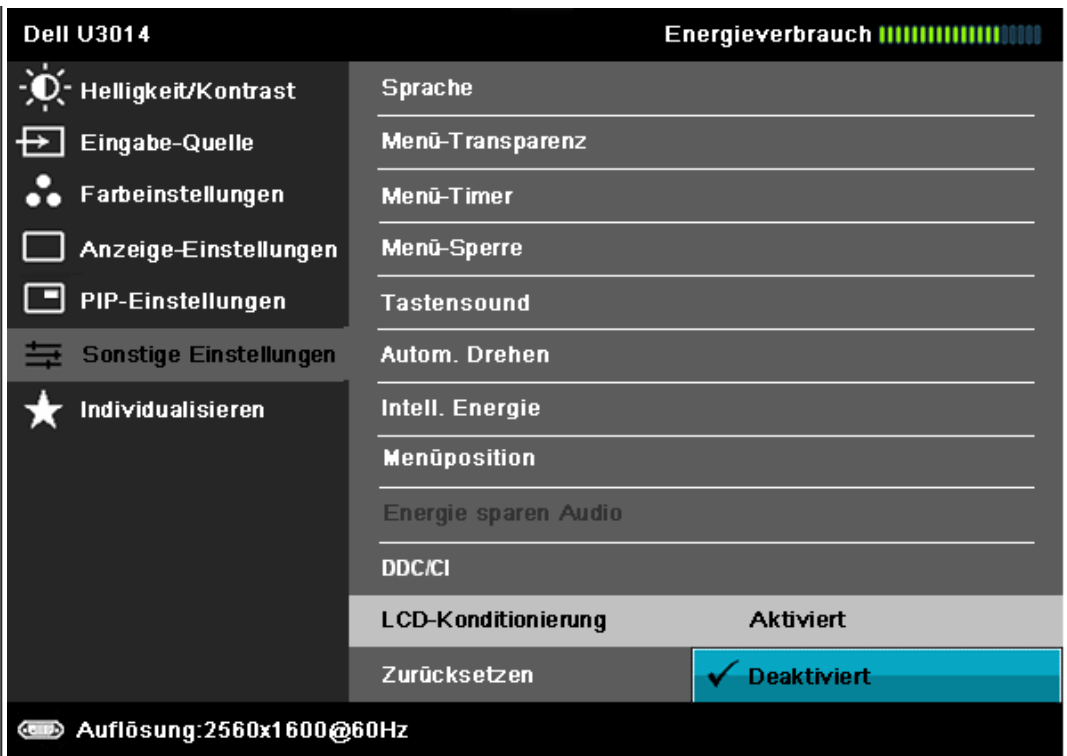 Dell U3014
Energieverbrauch
Helligkeit/Kontrast
Eingabe-Quelle
Farbeinstellungen
Anzeige-Einstellungen
PIP-Einstellungen
Sonstige Einstellungen
Individualisieren
Sprache
Menü-Transparenz
Menü-Timer
Menü-Sperre
Tastensound
Autom. Drehen
Intell. Energie
Menüposition
Energie sparen Audio
DDC/CI
LCD-Konditionierung Aktiviert
Zurücksetzen Deaktiviert
Auflösung:2560x1600@60Hz